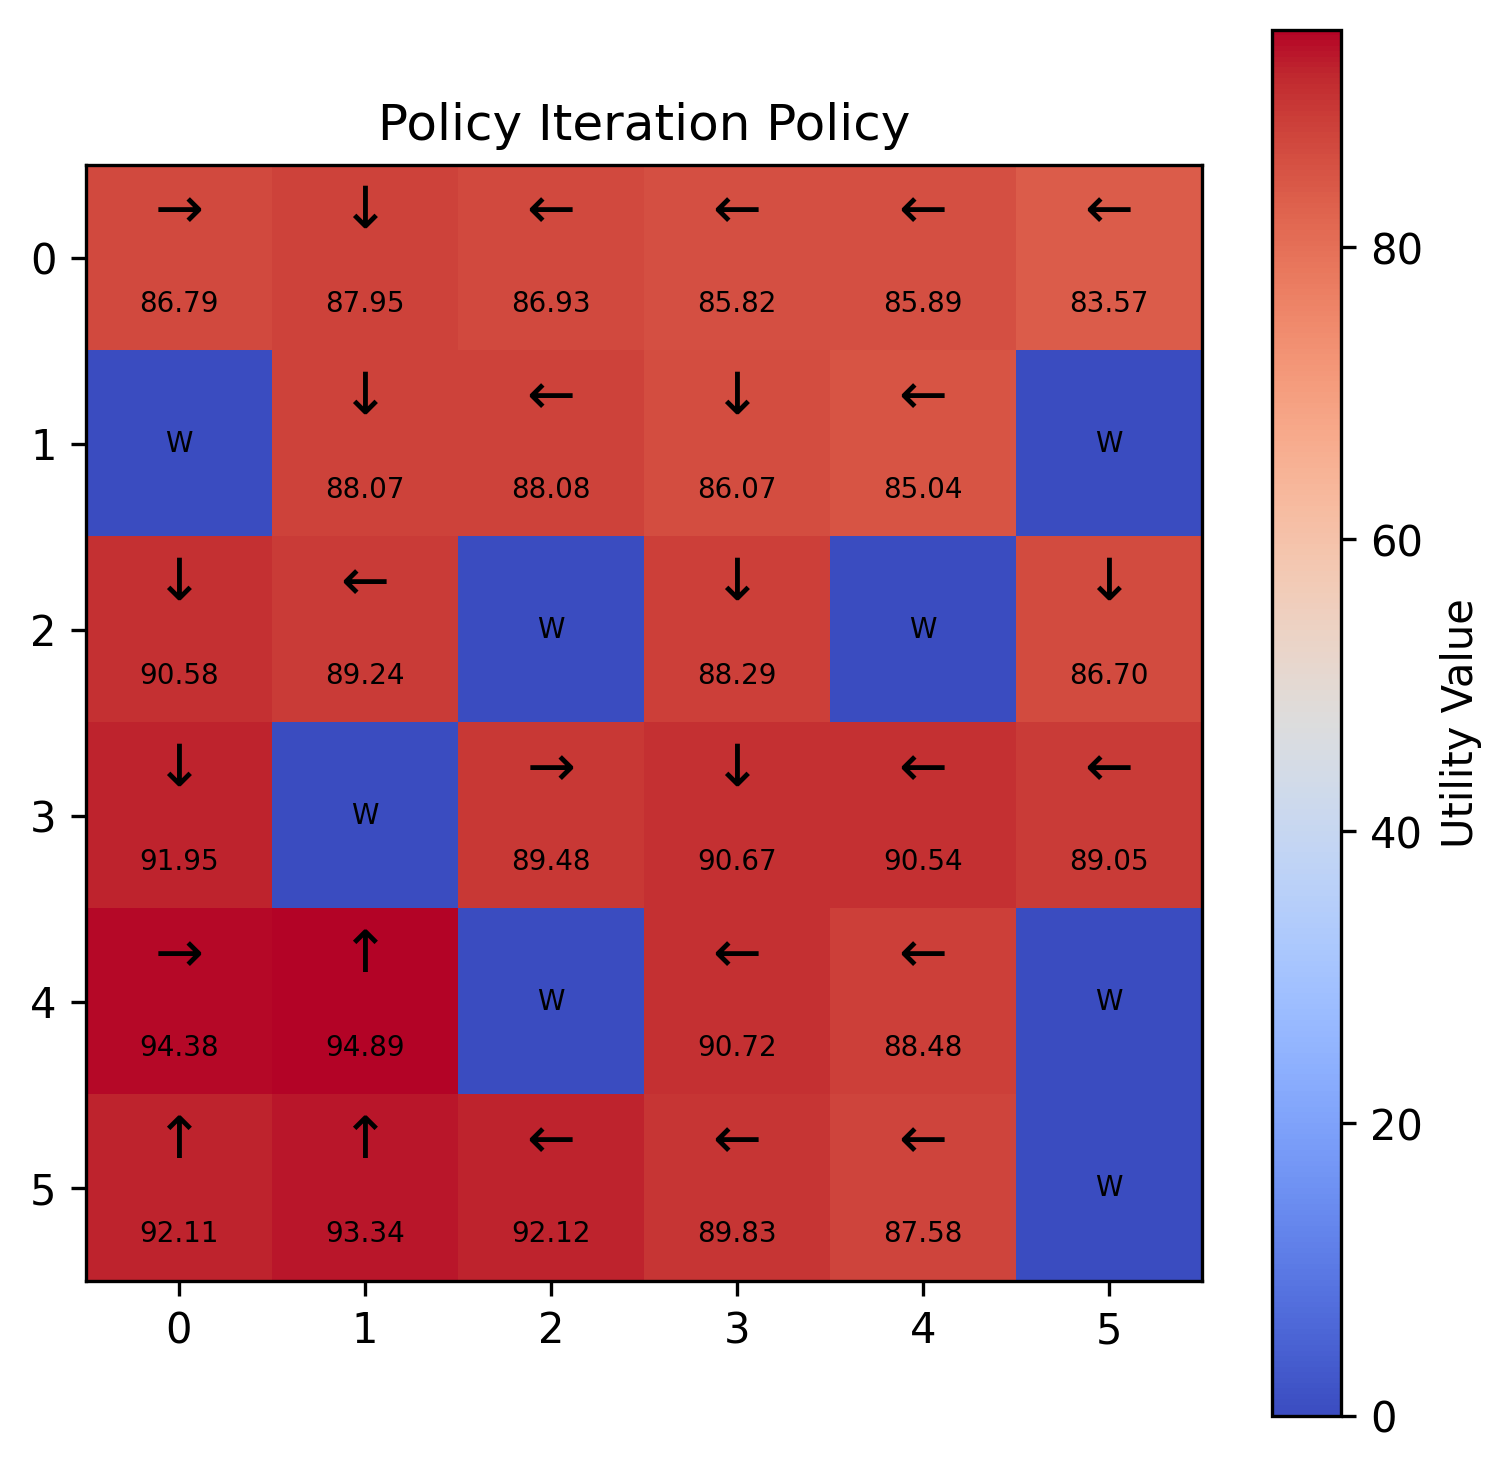 Policy Iteration Policy
→ ↓ ← ← ← ←
0
86.79 87.95 86.93 85.82 85.89 83.57
↓ ← ↓ ←
1 W W
88.07 88.08 86.07 85.04
↓ ← ↓ ↓
2 W W
90.58 89.24 88.29 86.70
↓ → ↓ ← ←
3 W
91.95 89.48 90.67 90.54 89.05
→ ↑ ← ←
4 W W
94.38 94.89 90.72 88.48
↑ ↑ ← ← ←
5 W
92.11 93.34 92.12 89.83 87.58
0 1 2 3 4 5
80
60
40
20
0
Utility Value